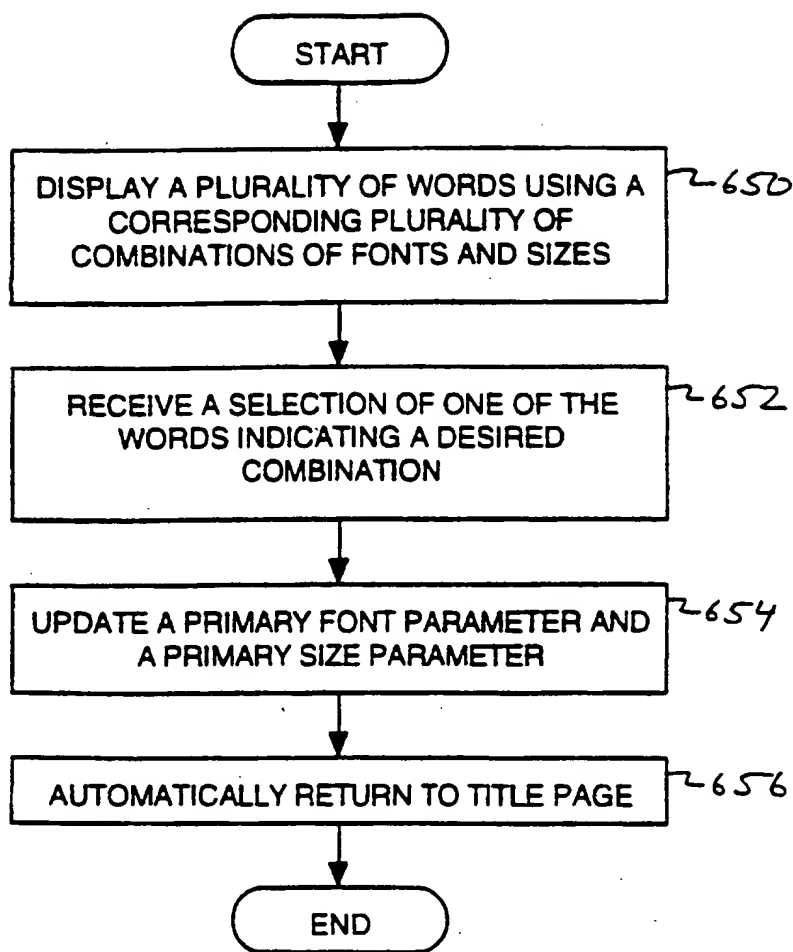 START
DISPLAY A PLURALITY OF WORDS USING A
CORRESPONDING PLURALITY OF
COMBINATIONS OF FONTS AND SIZES
650
RECEIVE A SELECTION OF ONE OF THE
WORDS INDICATING A DESIRED
COMBINATION
652
UPDATE A PRIMARY FONT PARAMETER AND
A PRIMARY SIZE PARAMETER
654
AUTOMATICALLY RETURN TO TITLE PAGE
656
END